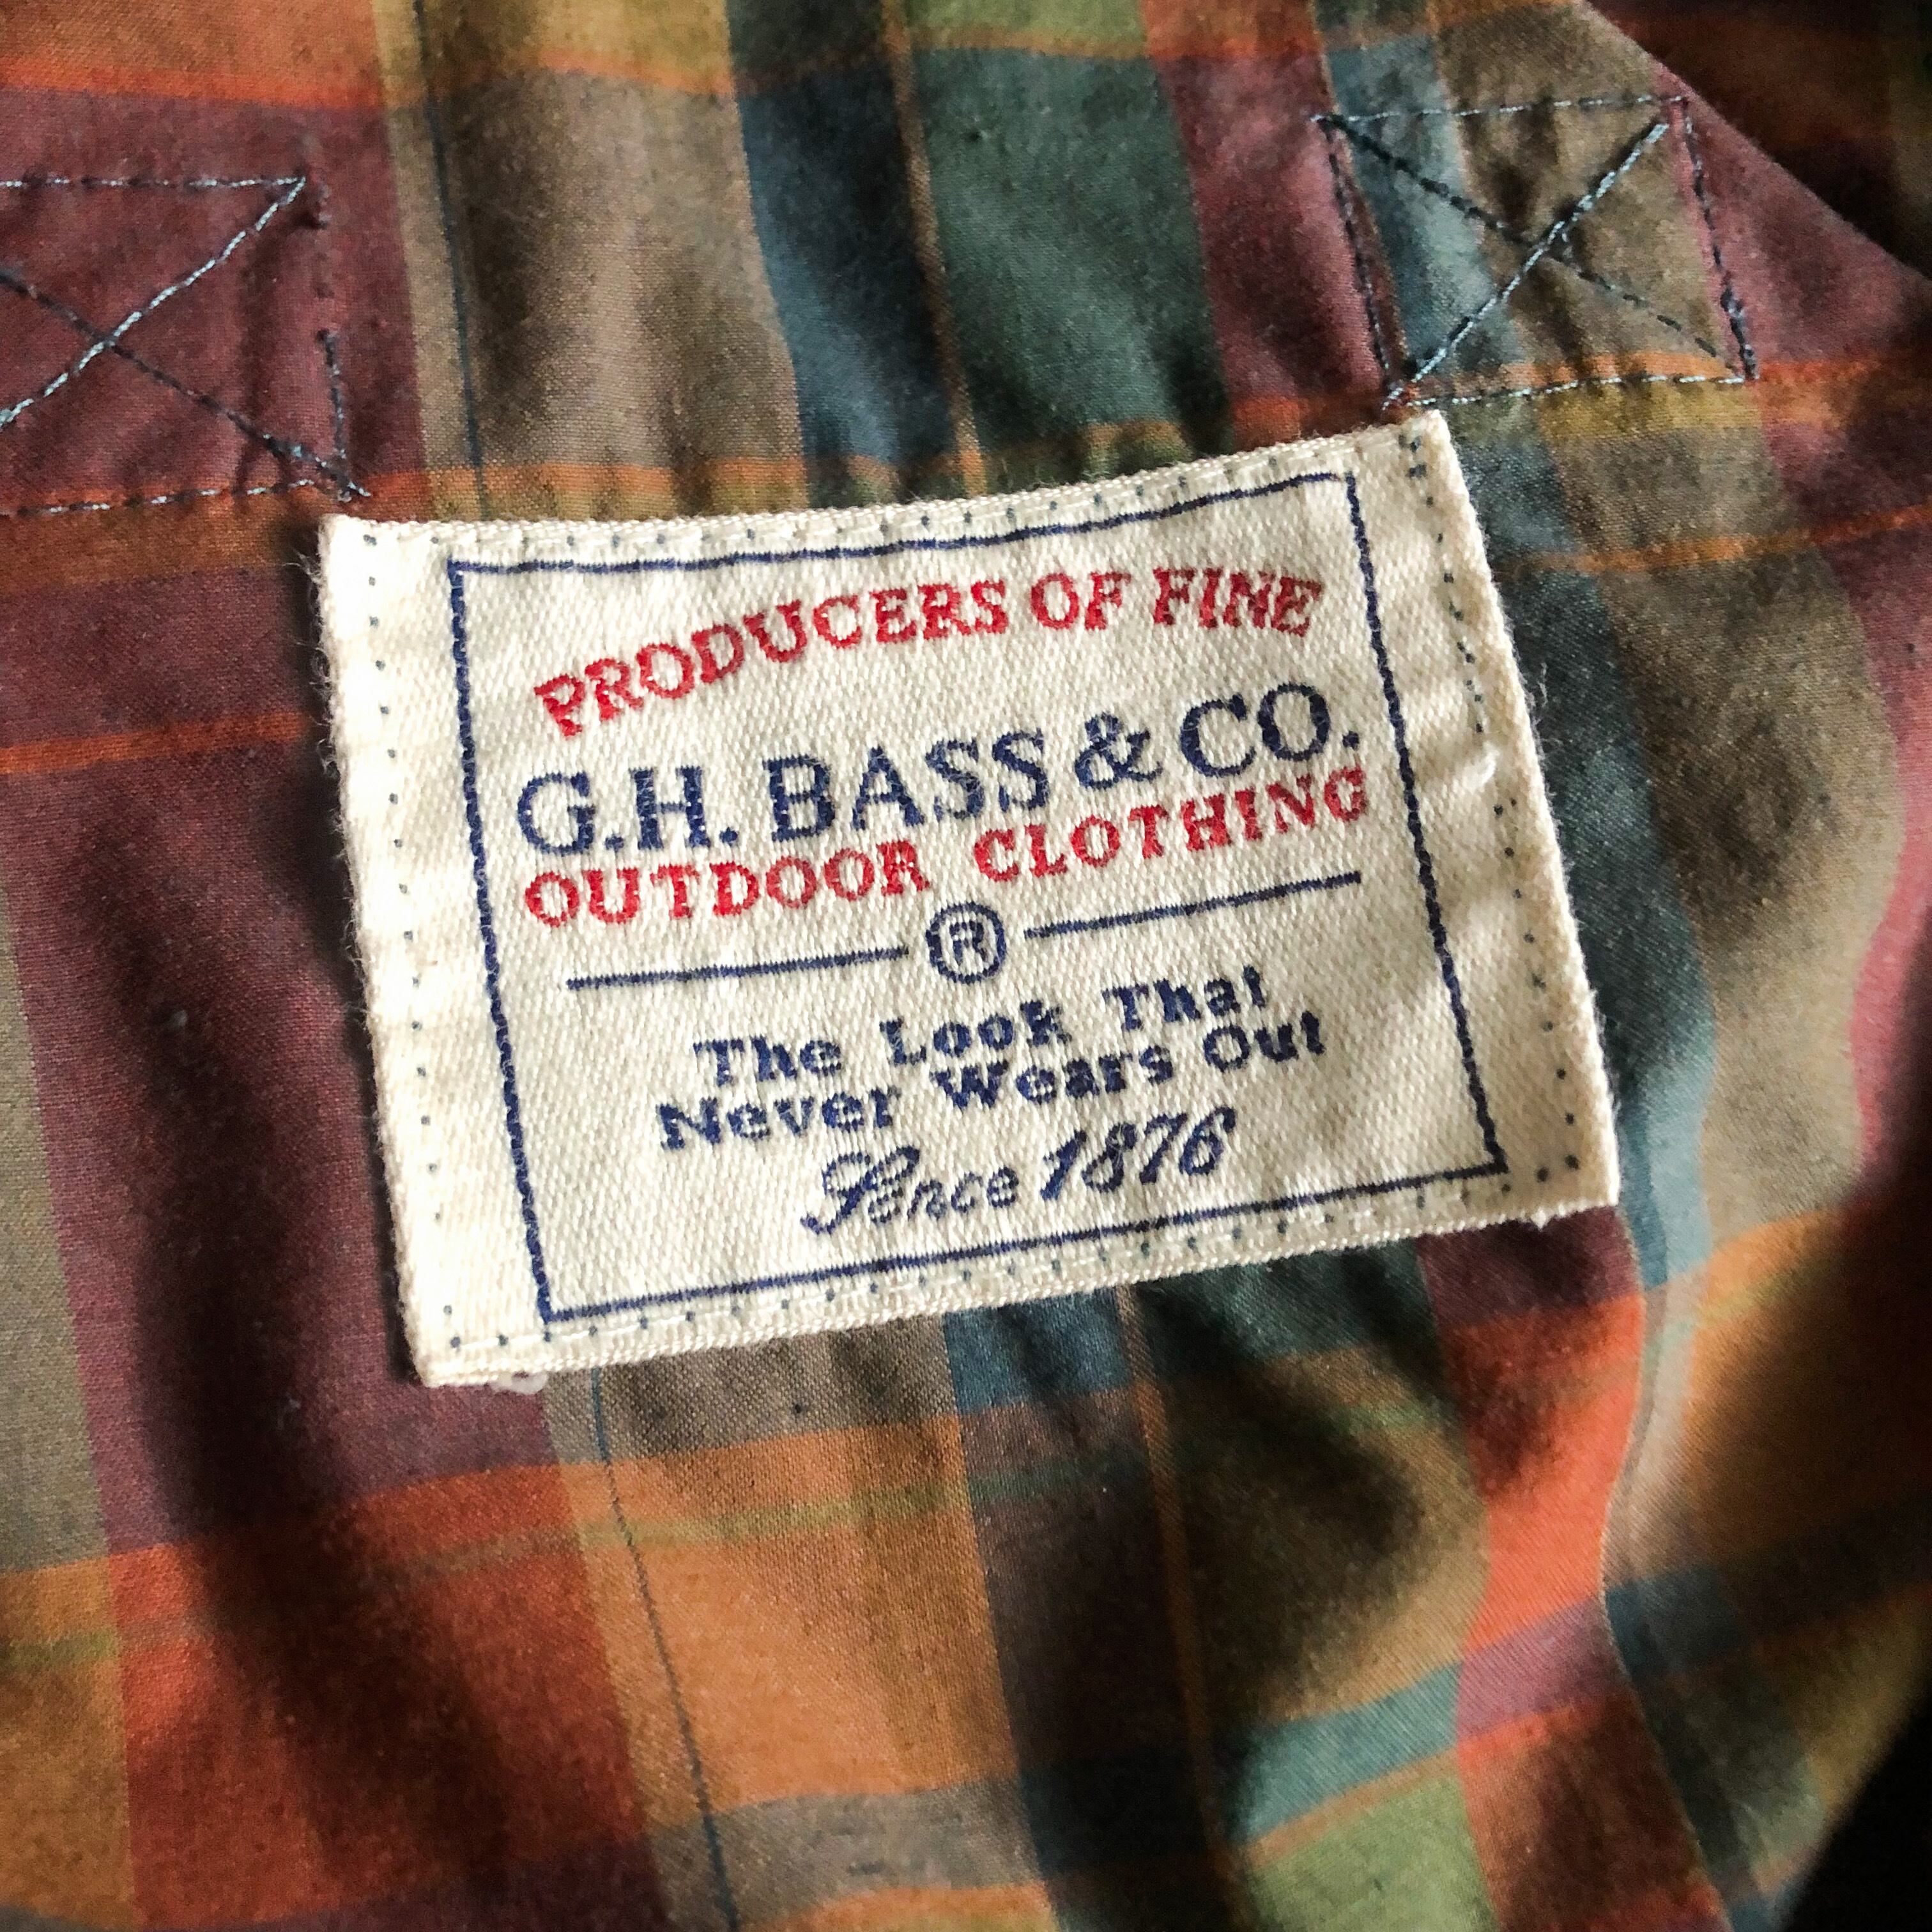 PRODUCERS OF FINE
G.H. BASS & CO.
OUTDOOR CLOTHING
®
The Look That
Never Wears Out
Since 1876